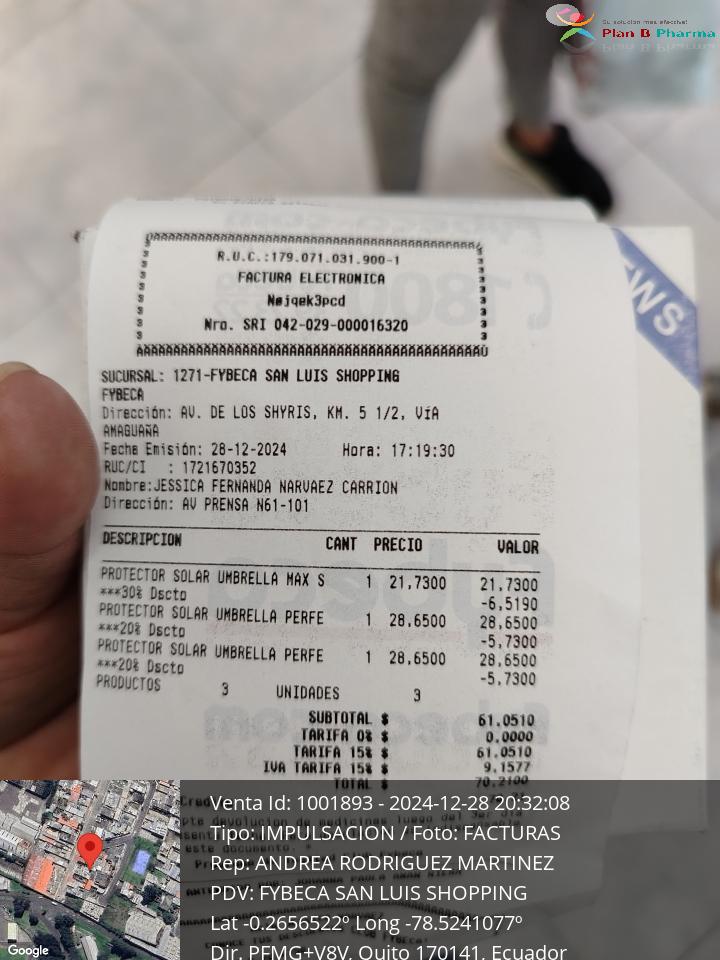 Su solucion mas efectiva!
Plan B Pharma
R.U.C.:179.071.031.900-1
FACTURA ELECTRONICA
Nøjqek3pcd
Nro. SRI 042-029-000016320
NEWS
SUCURSAL: 1271-FYBECA SAN LUIS SHOPPING
FYBECA
Dirección: AV. DE LOS SHYRIS, KM. 5 1/2, VíA
AMAGUAÑA
Fecha Emisión: 28-12-2024 Hora: 17:19:30
RUC/CI : 1721670352
Nombre:JESSICA FERNANDA NARVAEZ CARRION
Dirección: AV PRENSA N61-101
DESCRIPCION CANT PRECIO VALOR
PROTECTOR SOLAR UMBRELLA MAX S 1 21,7300 21,7300
***30% Dscto -6,5190
PROTECTOR SOLAR UMBRELLA PERFE 1 28,6500 28,6500
***20% Dscto -5,7300
PROTECTOR SOLAR UMBRELLA PERFE 1 28,6500 28,6500
***20% Dscto -5,7300
PRODUCTOS 3 UNIDADES 3
SUBTOTAL $ 61.0510
TARIFA 0% $ 0.0000
TARIFA 15% $ 61.0510
IVA TARIFA 15% $ 9.1577
TOTAL $ 70.2100
Venta Id: 1001893 - 2024-12-28 20:32:08
Tipo: IMPULSACION / Foto: FACTURAS
Rep: ANDREA RODRIGUEZ MARTINEZ
PDV: FYBECA SAN LUIS SHOPPING
Lat -0.2656522º Long -78.5241077º
Dir. PFMG+V8V, Quito 170141, Ecuador
Google